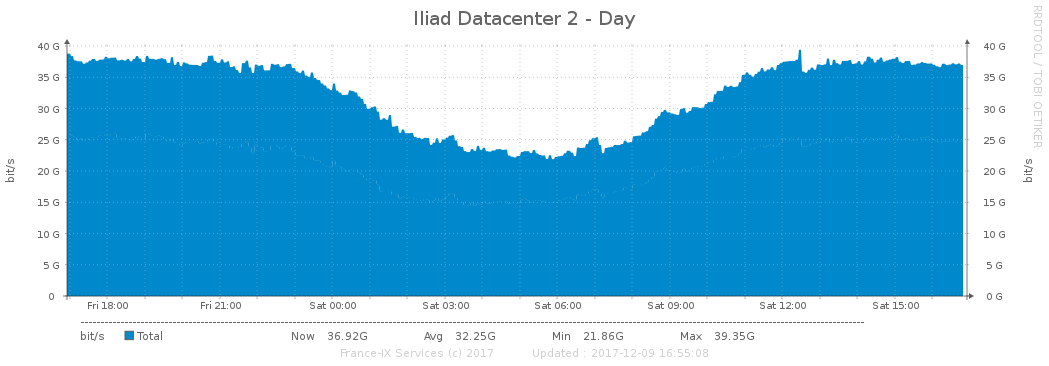 Iliad Datacenter 2 - Day
RRDTOOL / TOBI OETIKER
bit/s
40 G
35 G
30 G
25 G
20 G
15 G
10 G
5 G
0
40 G
35 G
30 G
25 G
20 G
15 G
10 G
5 G
0 G
bit/s
Fri 18:00 Fri 21:00 Sat 00:00 Sat 03:00 Sat 06:00 Sat 09:00 Sat 12:00 Sat 15:00
bit/s Total Now 36.92G Avg 32.25G Min 21.86G Max 39.35G
France-IX Services (c) 2017 Updated : 2017-12-09 16:55:08